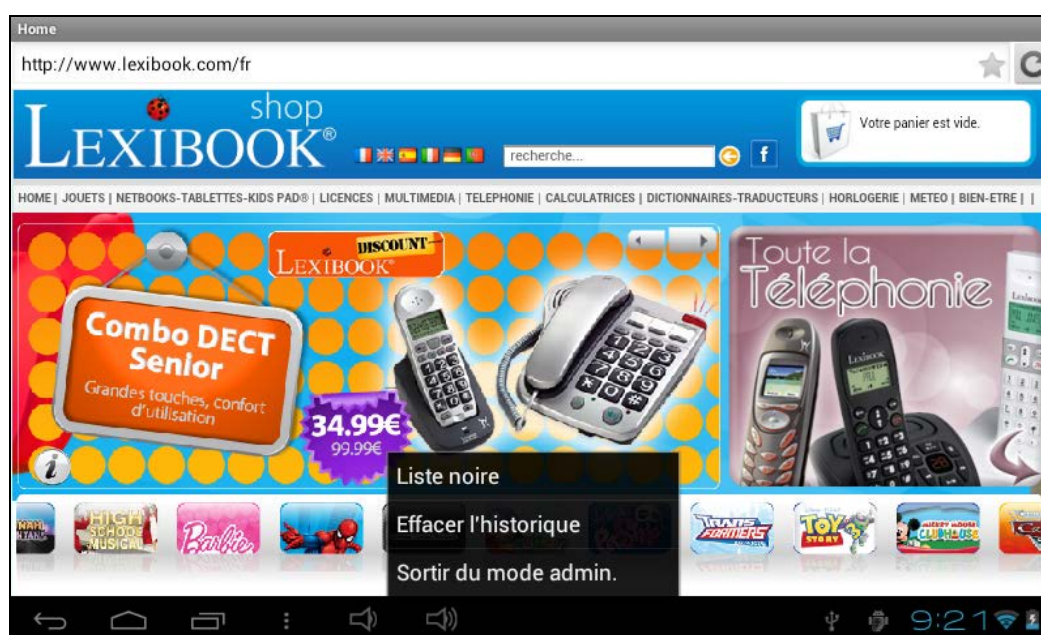 Home
http://www.lexibook.com/fr
shop
LEXIBOOK®
recherche...
f
Votre panier est vide.
HOME | JOUETS | NETBOOKS-TABLETTES-KIDS PAD® | LICENCES | MULTIMEDIA | TELEPHONIE | CALCULATRICES | DICTIONNAIRES-TRADUCTEURS | HORLOGERIE | METEO | BIEN-ETRE | |
DISCOUNT
LEXIBOOK®
Combo DECT
Senior
Grandes touches, confort
d'utilisation
34.99€
99.99€
i
Toute la
Téléphonie
LEXIBOOK
Liste noire
Effacer l'historique
Sortir du mode admin.
HIGH
SCHOOL
MUSICAL
Barbie
TRANSFORMERS
TOY
STORY
MICKEY MOUSE
CLUBHOUSE
9:21